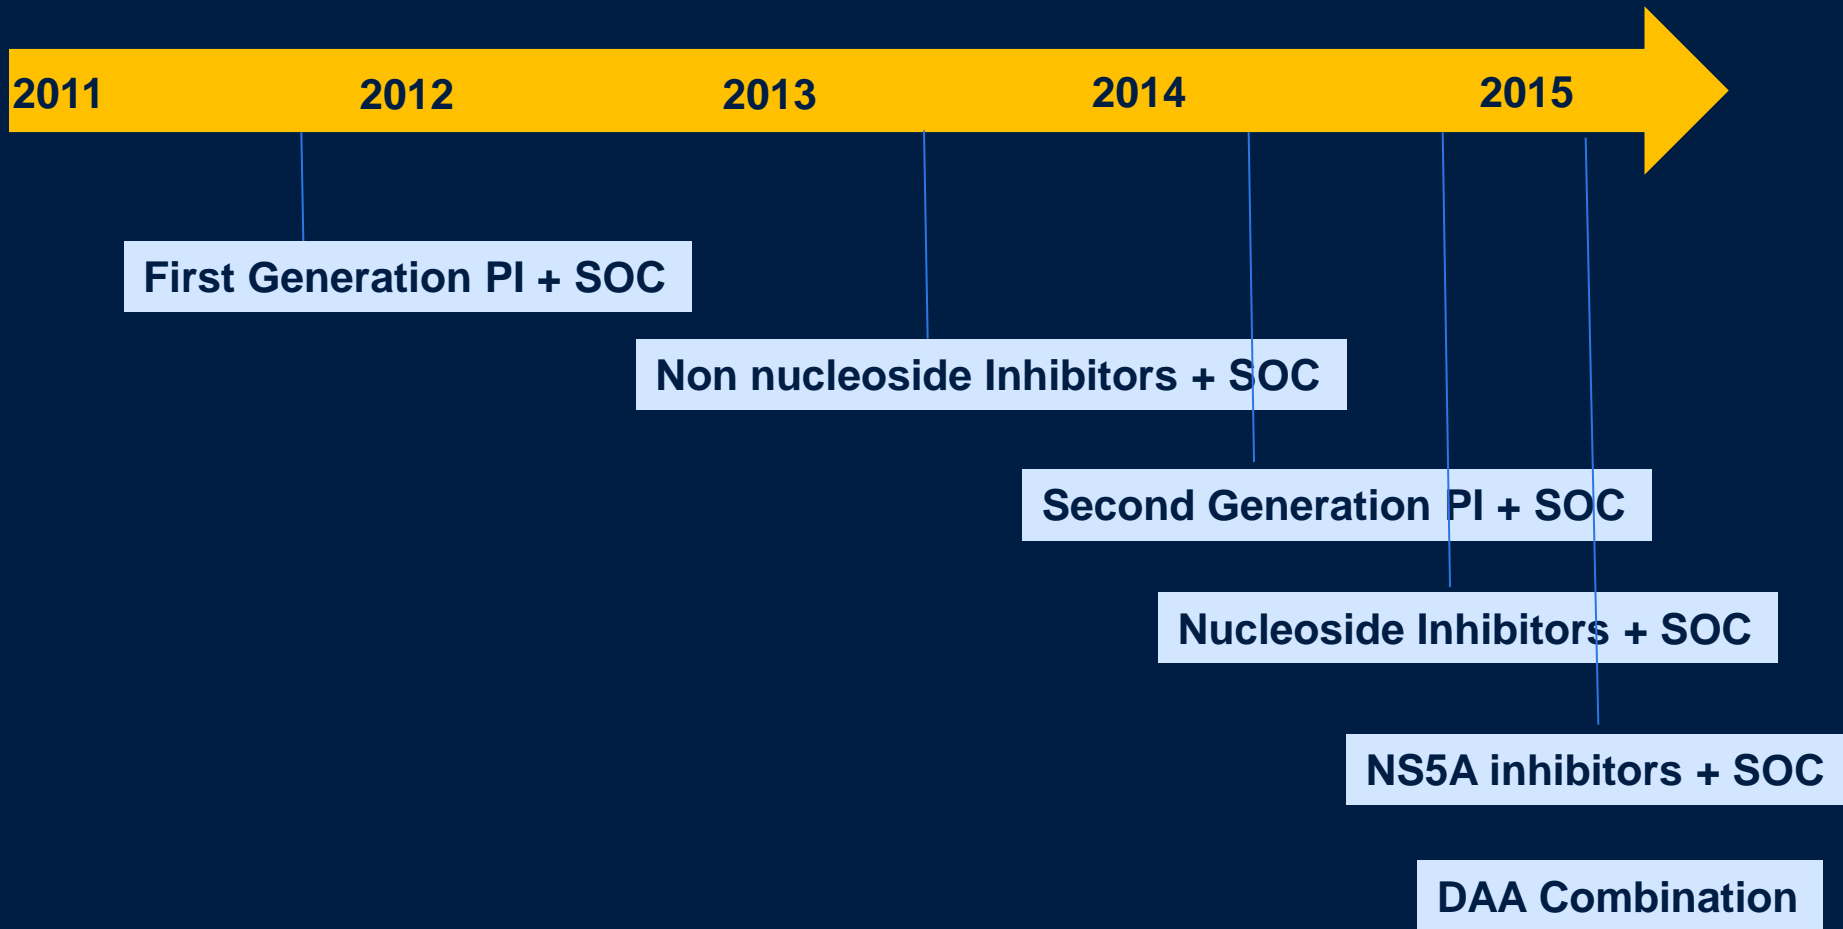 2011 2012 2013 2014 2015
First Generation PI + SOC
Non nucleoside Inhibitors + SOC
Second Generation PI + SOC
Nucleoside Inhibitors + SOC
NS5A inhibitors + SOC
DAA Combination